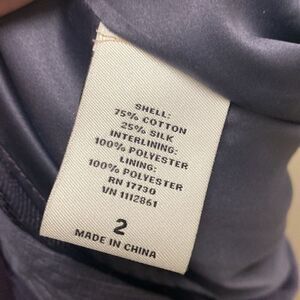 SHELL:
75% COTTON
25% SILK
INTERLINING:
100% POLYESTER
LINING:
100% POLYESTER
RN 17730
VN 1112861
2
MADE IN CHINA